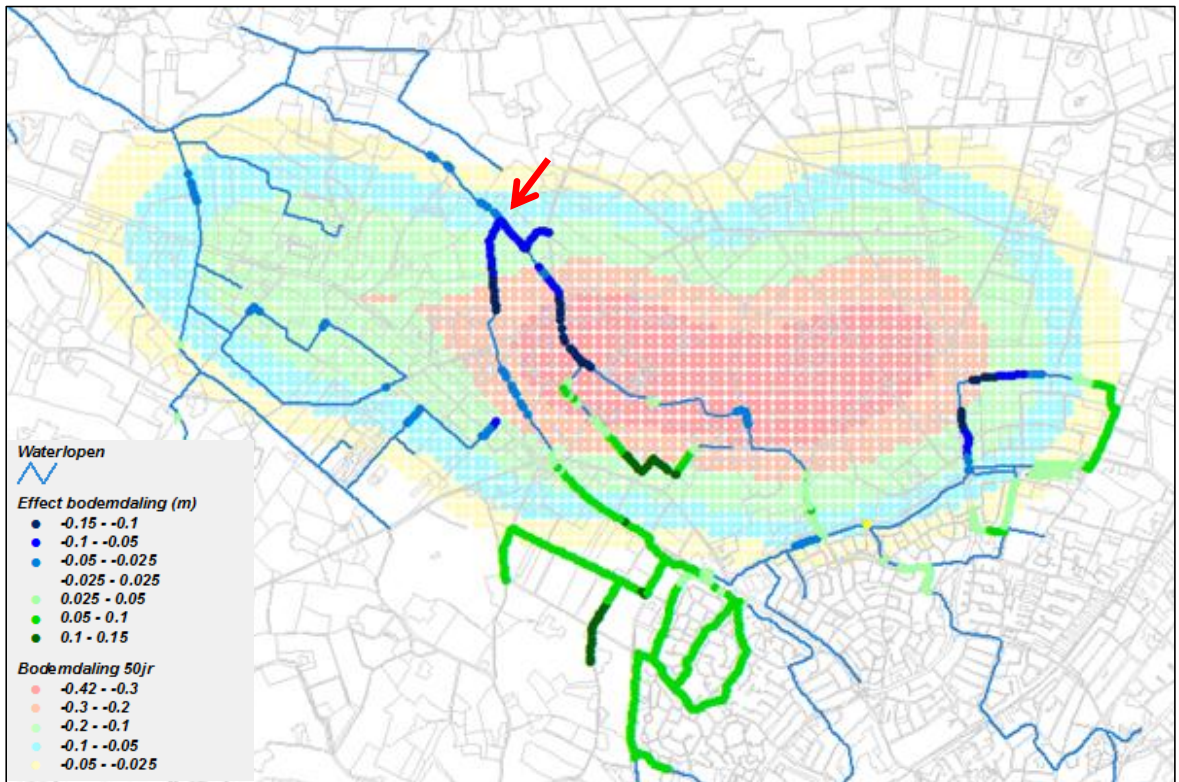 Waterlopen
Effect bodemdaling (m)
-0.15 - -0.1
-0.1 - -0.05
-0.05 - -0.025
-0.025 - 0.025
0.025 - 0.05
0.05 - 0.1
0.1 - 0.15
Bodemdaling 50jr
-0.42 - -0.3
-0.3 - -0.2
-0.2 - -0.1
-0.1 - -0.05
-0.05 - -0.025